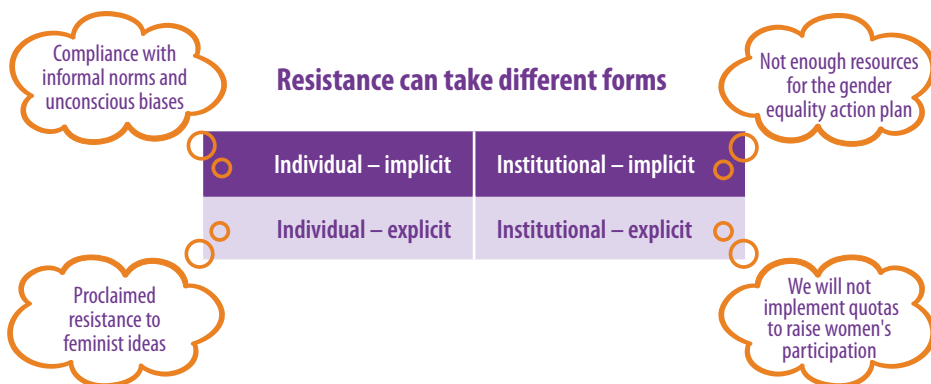 Compliance with
informal norms and
unconscious biases
Resistance can take different forms
Not enough resources
for the gender
equality action plan
Individual – implicit
Institutional – implicit
Individual – explicit
Institutional – explicit
Proclaimed
resistance to
feminist ideas
We will not
implement quotas
to raise women's
participation